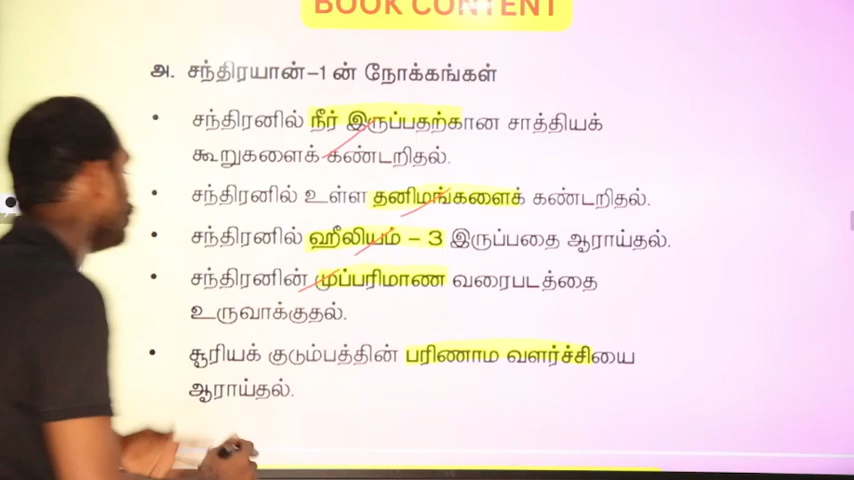 BOOK CONTENT
அ. சந்திரயான்–1 ன் நோக்கங்கள்
• சந்திரனில் நீர் இருப்பதற்கான சாத்தியக்
கூறுகளைக் கண்டறிதல்.
• சந்திரனில் உள்ள தனிமங்களைக் கண்டறிதல்.
• சந்திரனில் ஹீலியம் – 3 இருப்பதை ஆராய்தல்.
• சந்திரனின் முப்பரிமாண வரைபடத்தை
உருவாக்குதல்.
• சூரியக் குடும்பத்தின் பரிணாம வளர்ச்சியை
ஆராய்தல்.